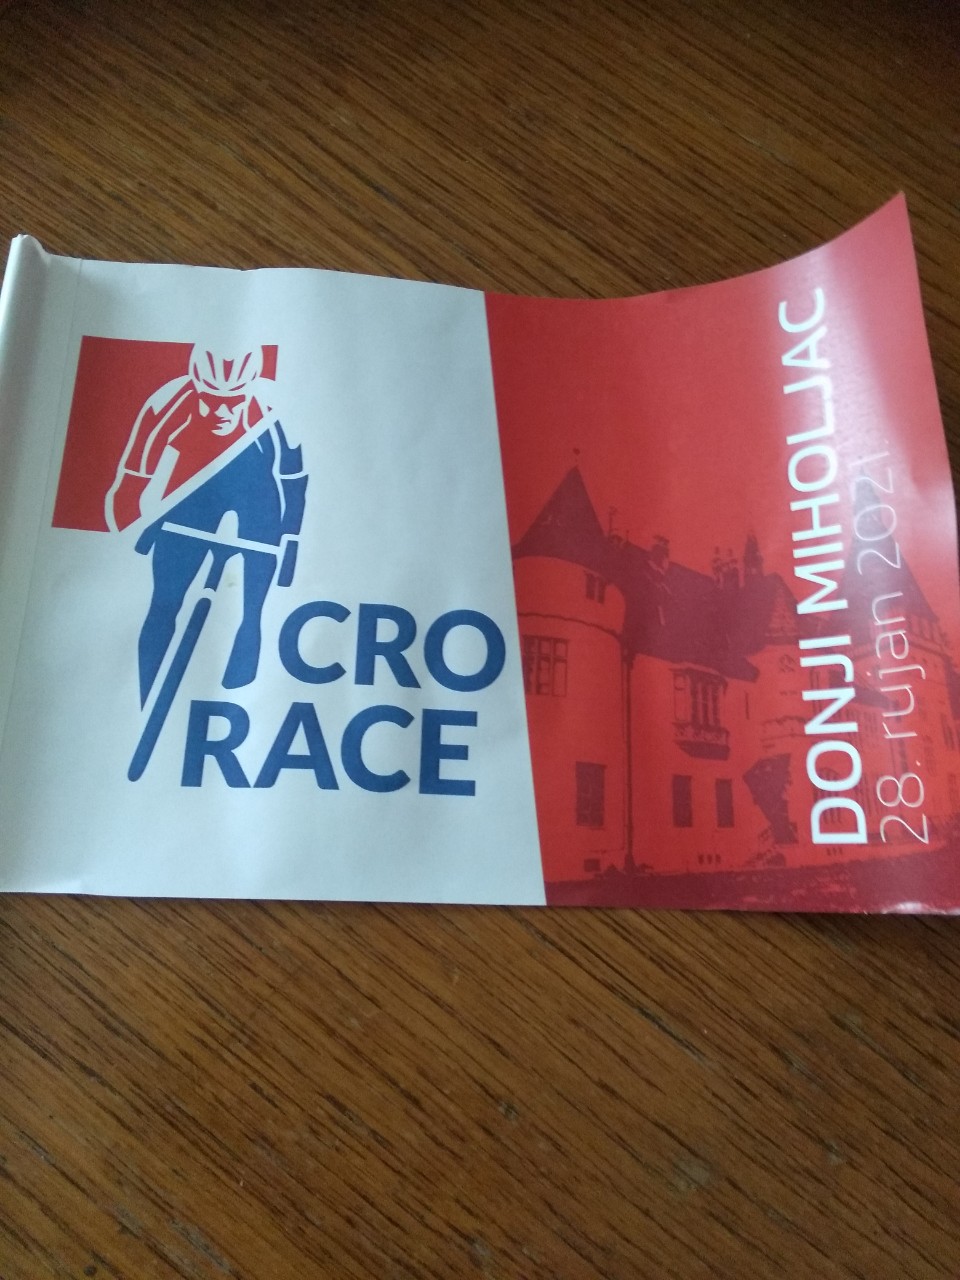 CRO
RACE
DONJI MIHOLJAC
28. rujan 2021.